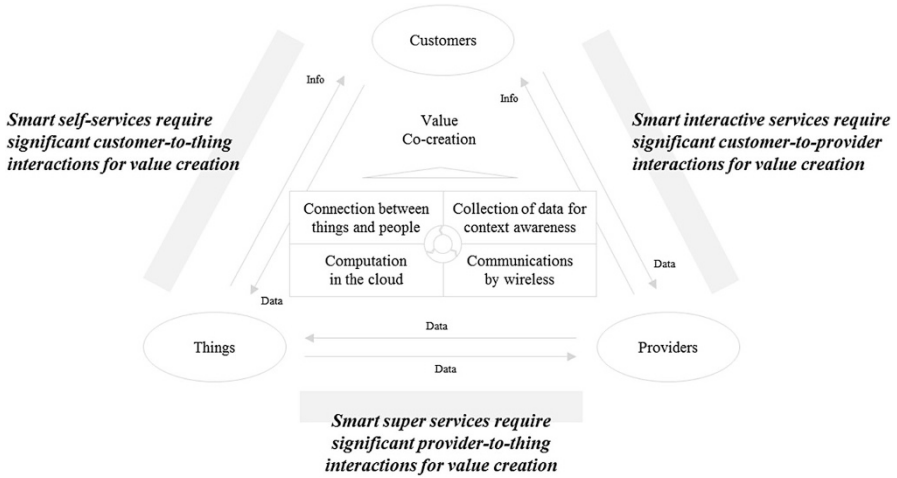 Customers
Info
Info
Smart self-services require
significant customer-to-thing
interactions for value creation
Value
Co-creation
Smart interactive services require
significant customer-to-provider
interactions for value creation
Connection between
things and people
Collection of data for
context awareness
Computation
in the cloud
Communications
by wireless
Data
Data
Things
Data
Data
Providers
Smart super services require
significant provider-to-thing
interactions for value creation